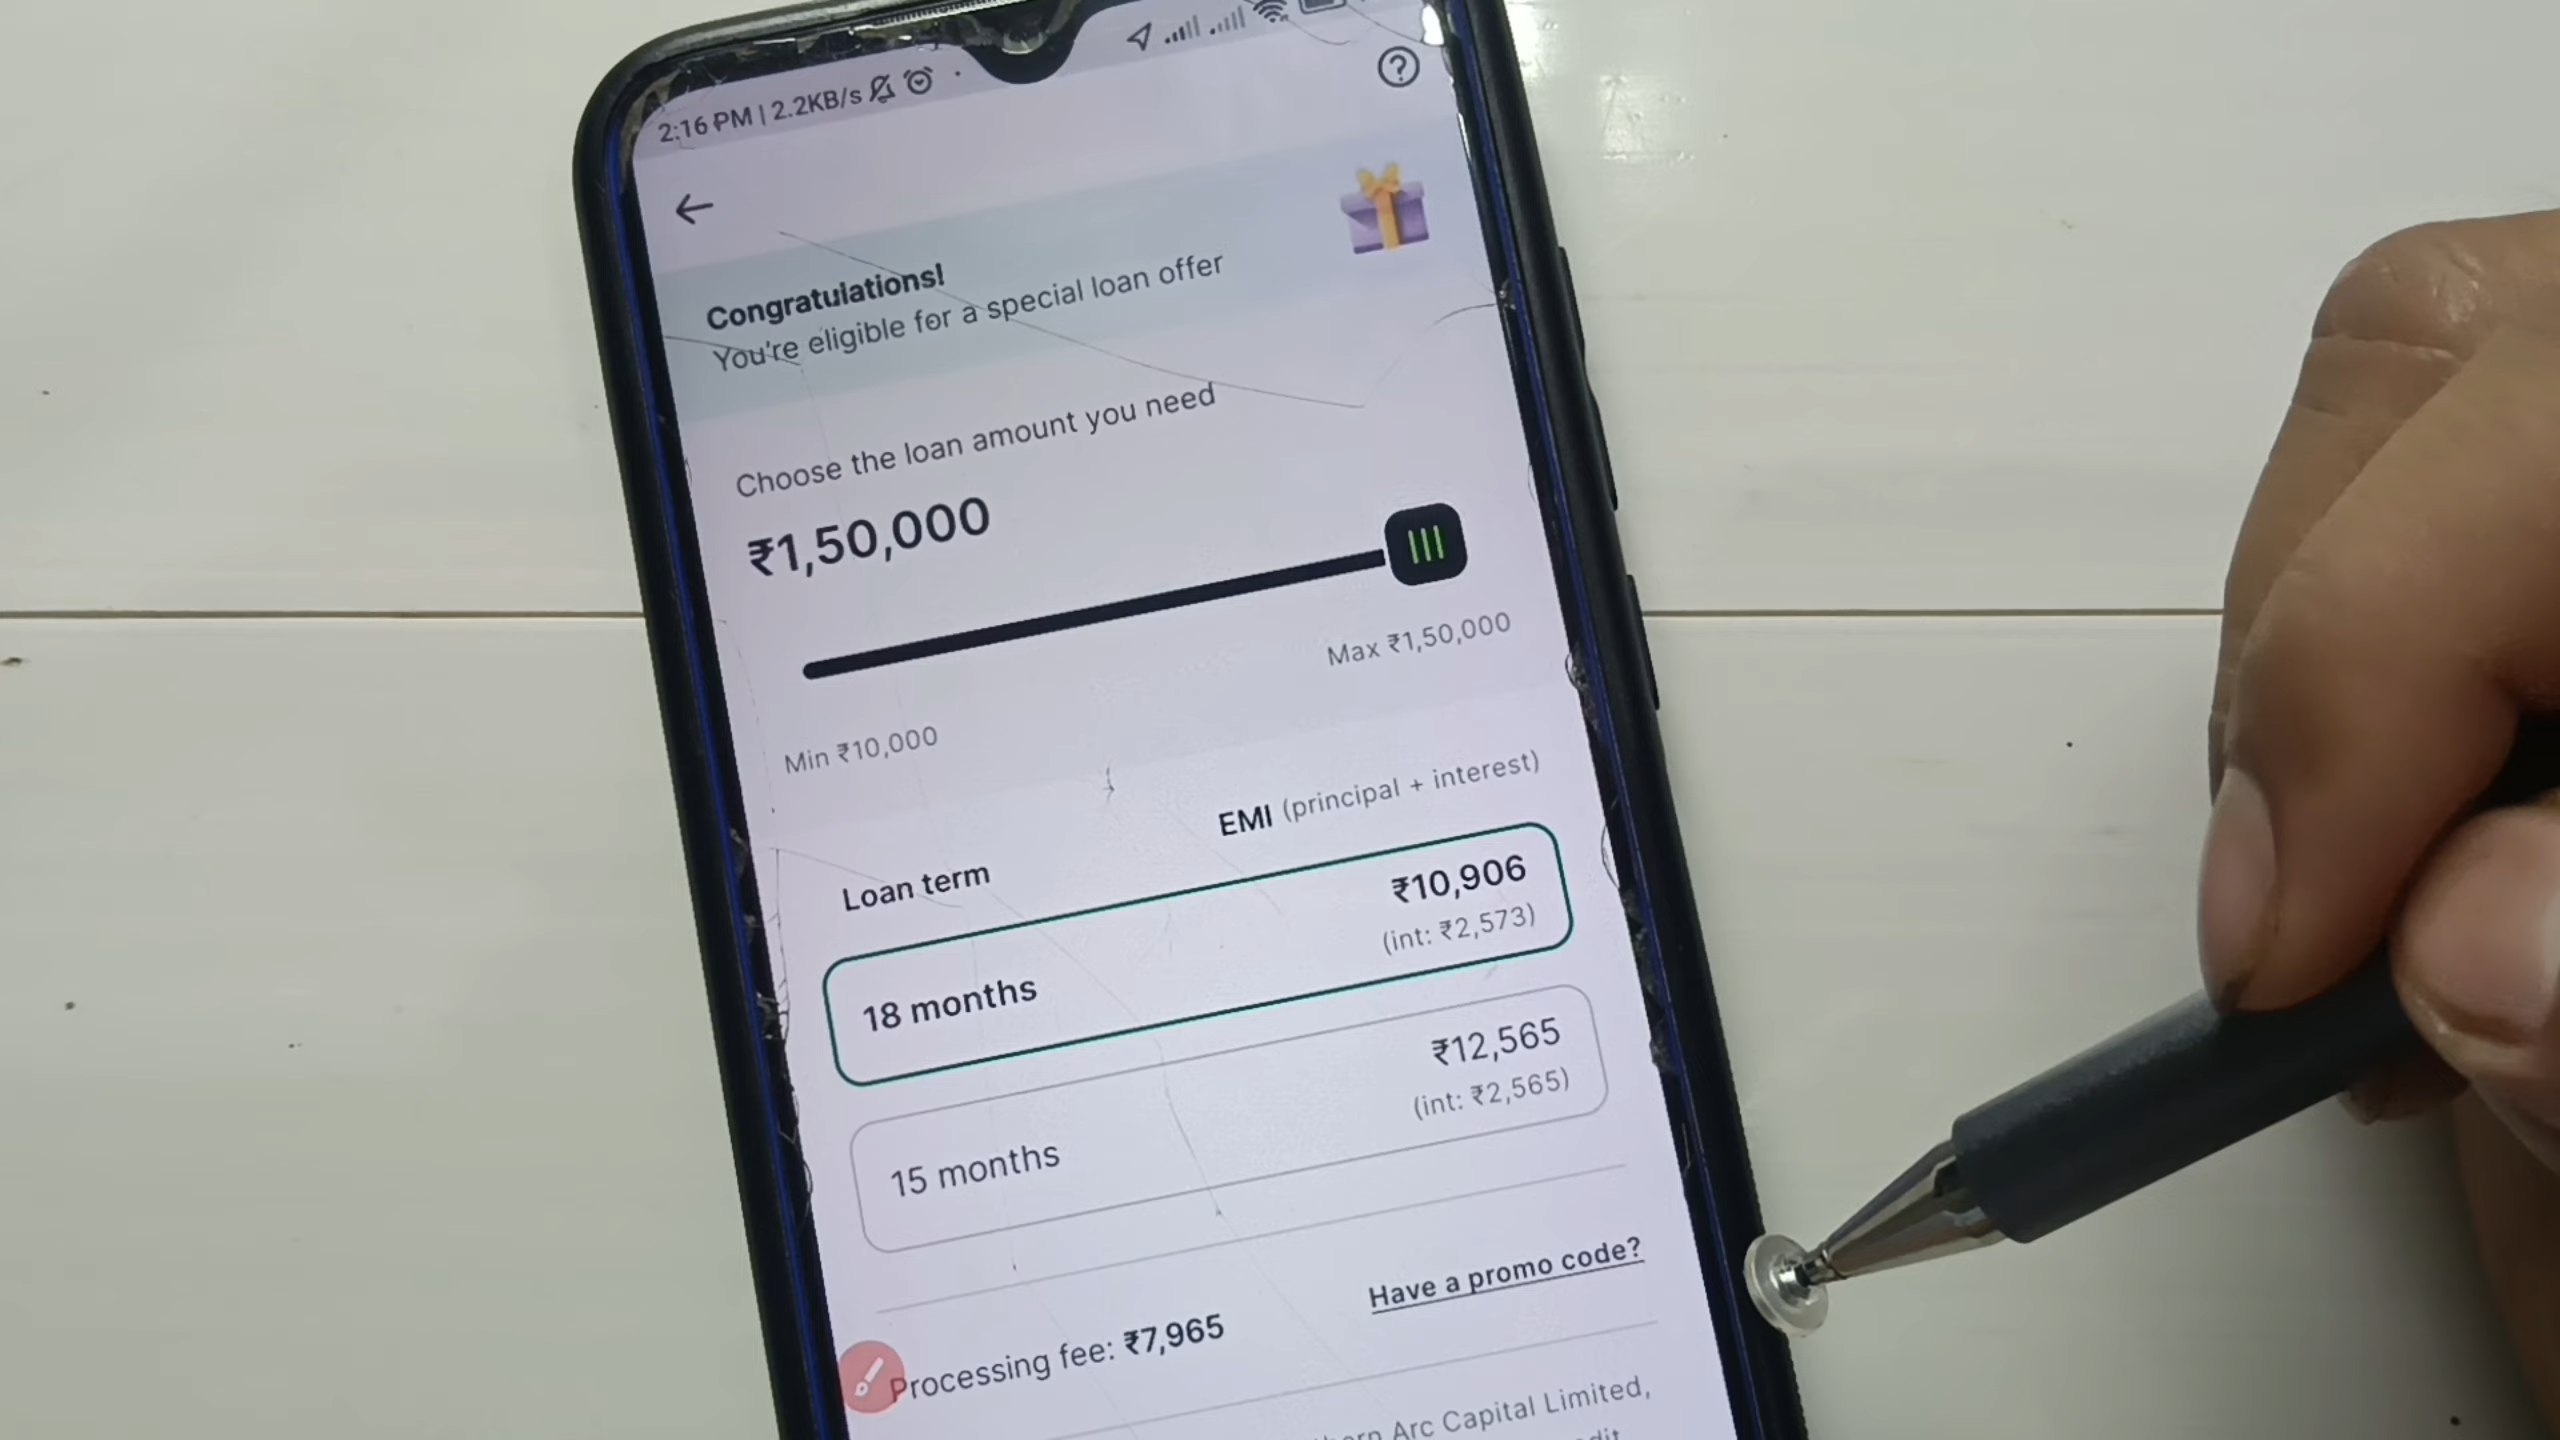 2:16 PM | 2.2KB/s
Congratulations!
You're eligible for a special loan offer
Choose the loan amount you need
₹1,50,000
Min ₹10,000
Max ₹1,50,000
Loan term
EMI (principal + interest)
18 months
₹10,906
(int: ₹2,573)
15 months
₹12,565
(int: ₹2,565)
Have a promo code?
Processing fee: ₹7,965
Arc Capital Limited,